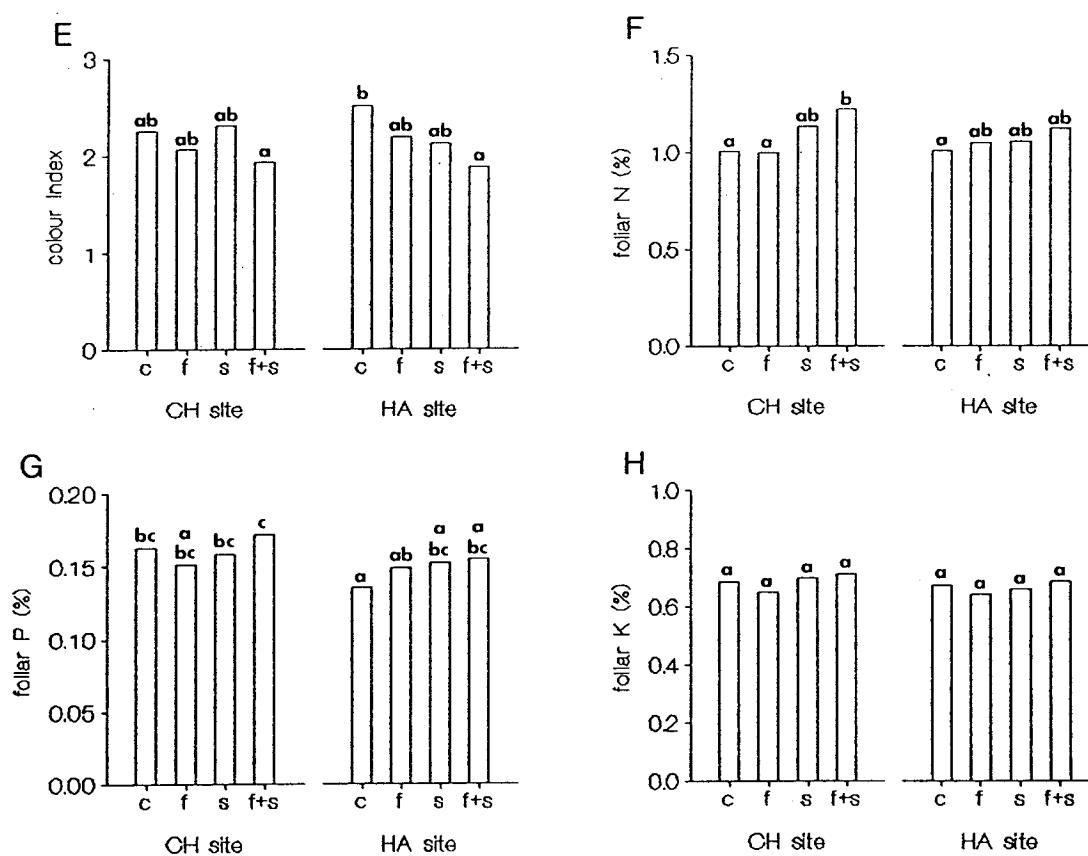 E
3
2
1
0
colour Index
ab
ab
ab
a
b
ab
ab
a
c f s f+s
c f s f+s
CH site
HA site
F
1.5
1.0
0.5
0.0
foliar N (%)
a
a
ab
b
a
ab
ab
ab
c f s f+s
c f s f+s
CH site
HA site
G
0.20
0.15
0.10
0.05
0.00
foliar P (%)
bc
a
bc
bc
c
a
ab
a
bc
a
bc
c f s f+s
c f s f+s
CH site
HA site
H
1.0
0.8
0.6
0.4
0.2
0.0
foliar K (%)
a
a
a
a
a
a
a
a
c f s f+s
c f s f+s
CH site
HA site